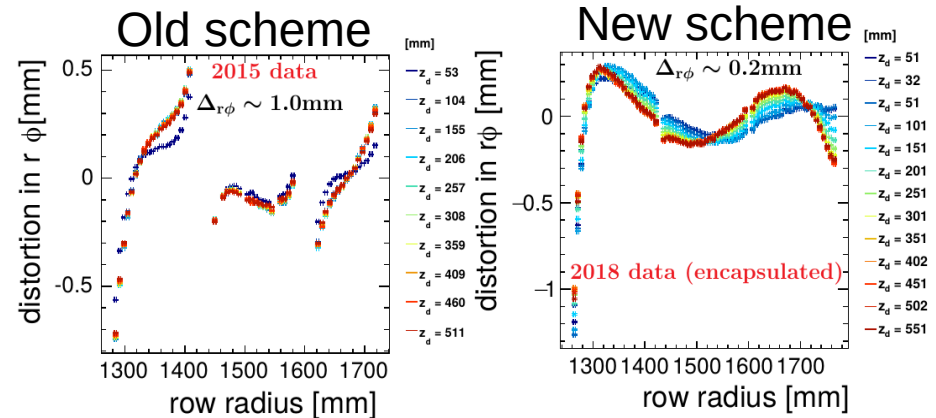 Old scheme
[mm]
2015 data
Δrϕ ∼ 1.0mm
distortion in r ϕ[mm]
0.5
0
-0.5
1300 1400 1500 1600 1700
row radius [mm]
z_d = 53
z_d = 104
z_d = 155
z_d = 206
z_d = 257
z_d = 308
z_d = 359
z_d = 409
z_d = 460
z_d = 511
New scheme
[mm]
Δrϕ ∼ 0.2mm
distortion in rϕ [mm]
0
−0.5
−1
2018 data (encapsulated)
1300 1400 1500 1600 1700
row radius [mm]
z_d = 51
z_d = 32
z_d = 51
z_d = 101
z_d = 151
z_d = 201
z_d = 251
z_d = 301
z_d = 351
z_d = 402
z_d = 451
z_d = 502
z_d = 551